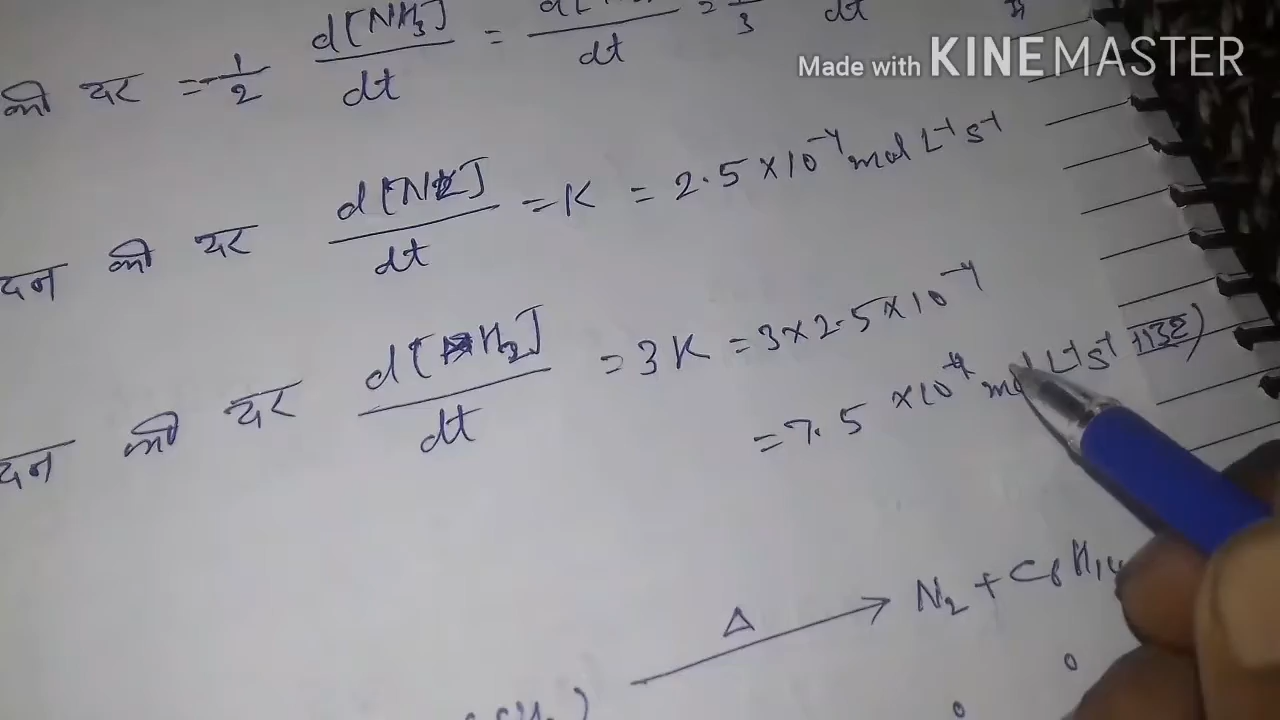 की दर = -1/2 d[NH3]/dt = d[ /dt = 1/3 dt
Made with KINEMASTER
दन की दर d[N2]/dt = K = 2.5 × 10⁻⁴ mol L⁻¹ s⁻¹
दन की दर d[H2]/dt = 3K = 3 × 2.5 × 10⁻⁴
= 7.5 × 10⁻⁴ mol L⁻¹ s⁻¹
Δ → N2 + C6H14